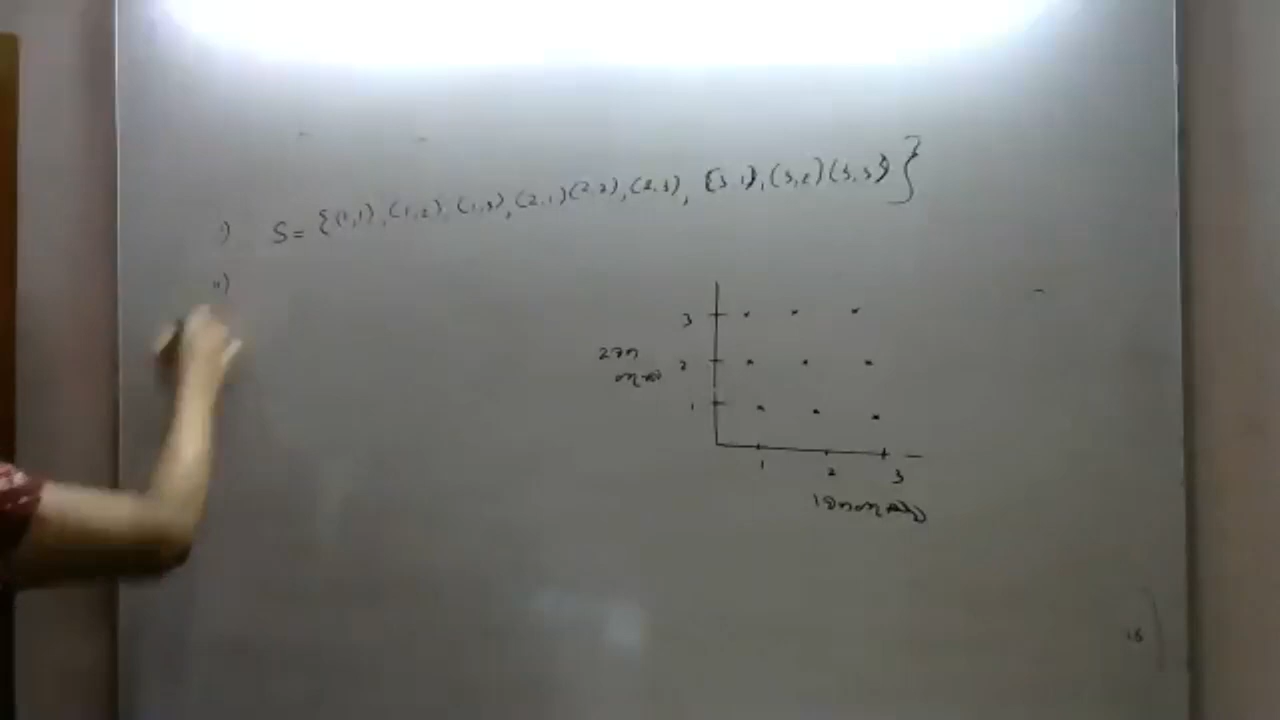 i) S = {(1,1), (1,2), (1,3), (2,1)(2,2), (2,3), (3,1), (3,2)(3,3)}
ii)
3
2
1
1 2 3
18